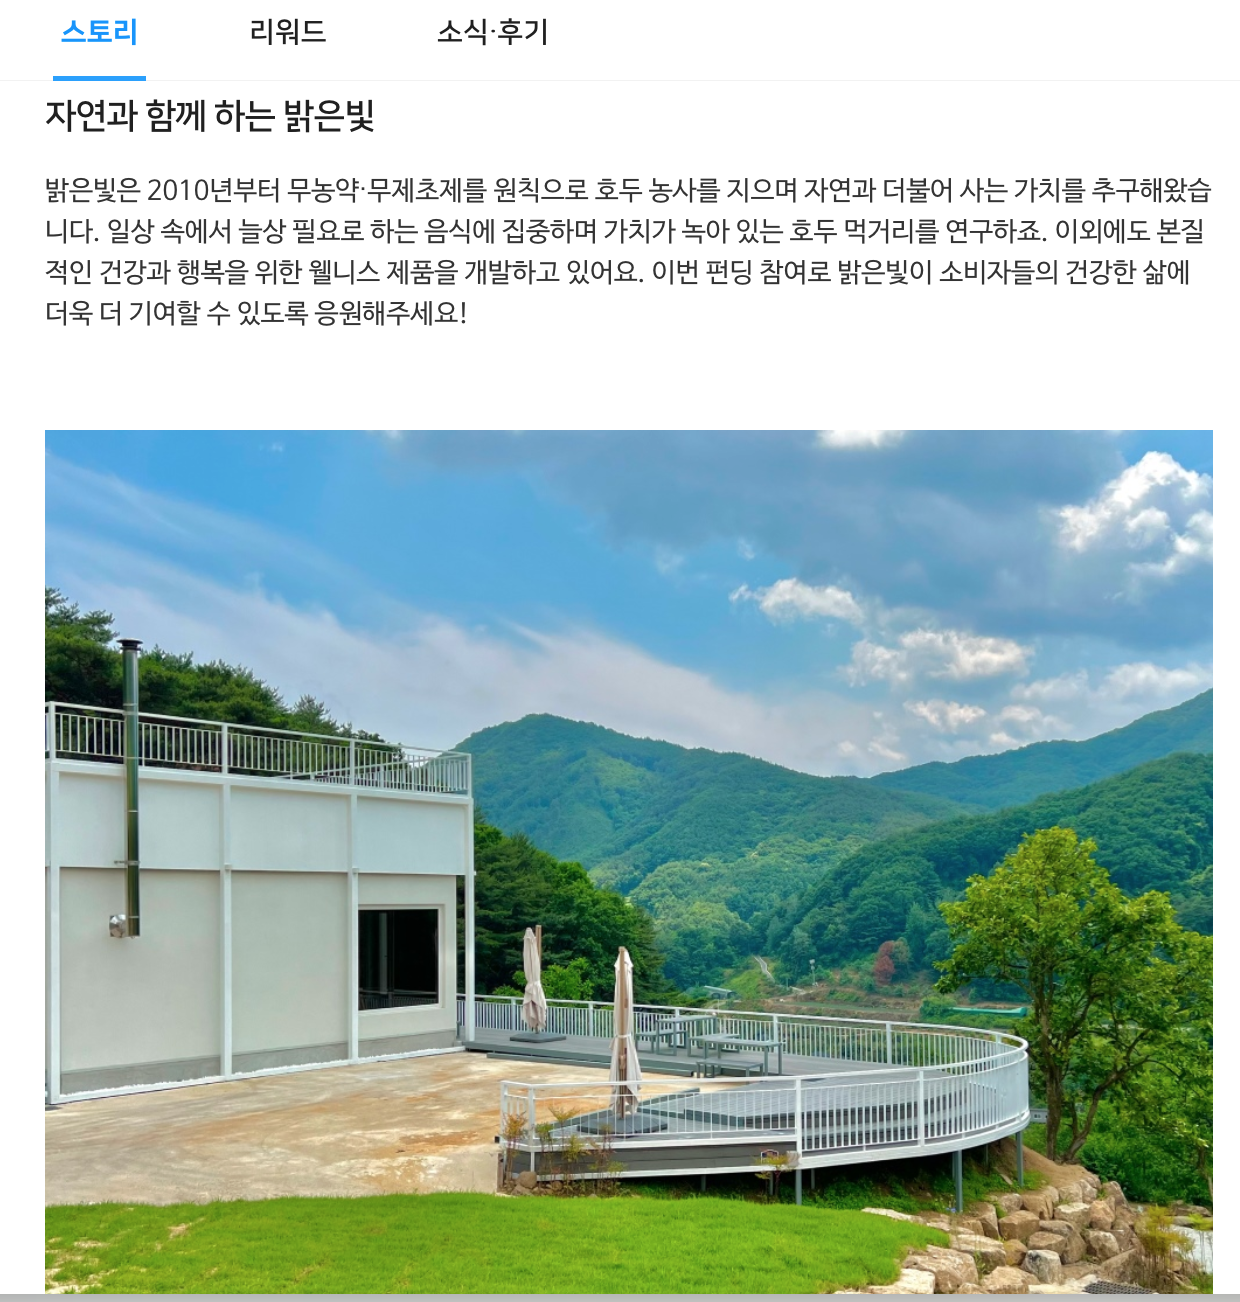 스토리 리워드 소식·후기
자연과 함께 하는 밝은빛
밝은빛은 2010년부터 무농약·무제초제를 원칙으로 호두 농사를 지으며 자연과 더불어 사는 가치를 추구해왔습
니다. 일상 속에서 늘상 필요로 하는 음식에 집중하며 가치가 녹아 있는 호두 먹거리를 연구하죠. 이외에도 본질
적인 건강과 행복을 위한 웰니스 제품을 개발하고 있어요. 이번 펀딩 참여로 밝은빛이 소비자들의 건강한 삶에
더욱 더 기여할 수 있도록 응원해주세요!